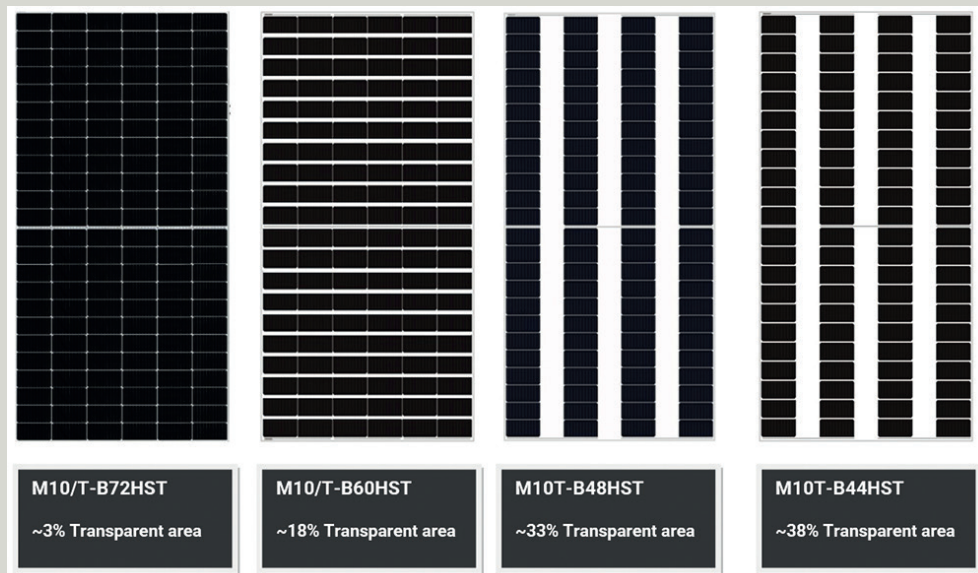 M10/T-B72HST
~3% Transparent area
M10/T-B60HST
~18% Transparent area
M10T-B48HST
~33% Transparent area
M10T-B44HST
~38% Transparent area